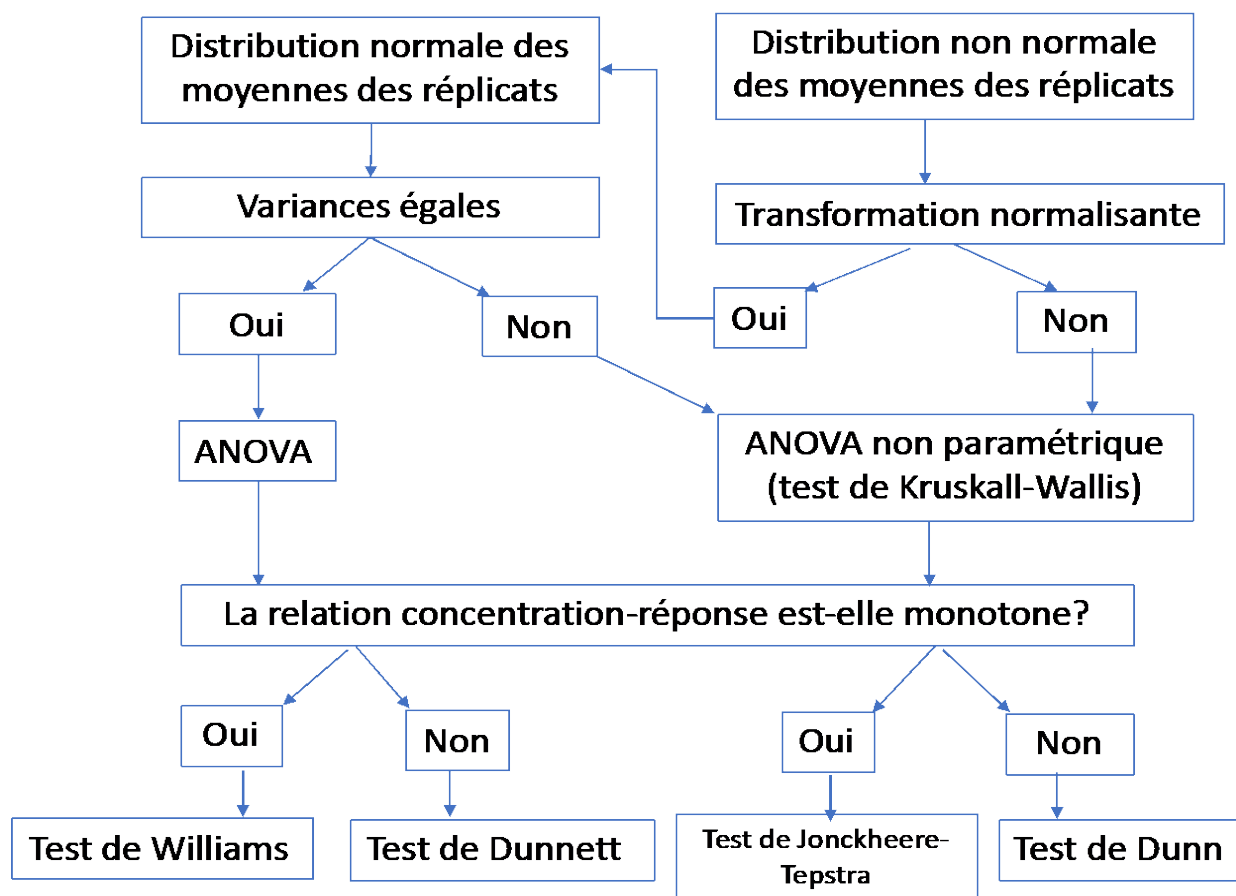 Distribution normale des
moyennes des réplicats
Distribution non normale
des moyennes des réplicats
Variances égales
Transformation normalisante
Oui
Non
Oui
Non
ANOVA
ANOVA non paramétrique
(test de Kruskall-Wallis)
La relation concentration-réponse est-elle monotone?
Oui
Non
Oui
Non
Test de Williams
Test de Dunnett
Test de Jonckheere-
Tepstra
Test de Dunn